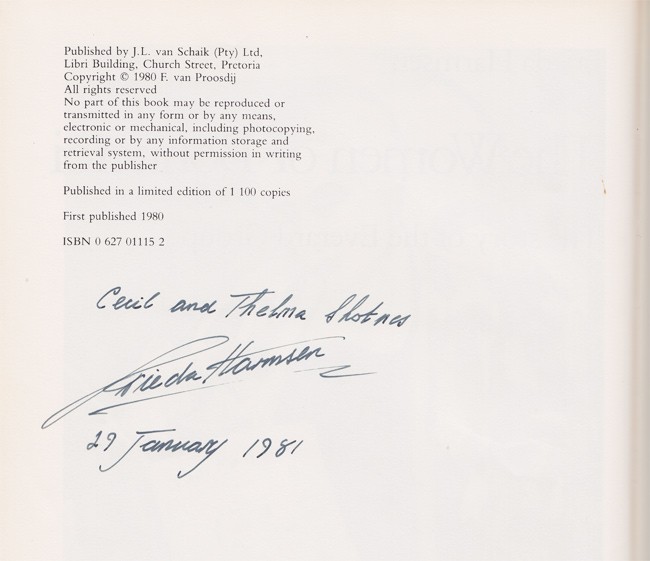 Published by J.L. van Schaik (Pty) Ltd,
Libri Building, Church Street, Pretoria
Copyright © 1980 F. van Proosdij
All rights reserved
No part of this book may be reproduced or
transmitted in any form or by any means,
electronic or mechanical, including photocopying,
recording or by any information storage and
retrieval system, without permission in writing
from the publisher
Published in a limited edition of 1 100 copies
First published 1980
ISBN 0 627 01115 2
Cecil and Thelma Skotnes
Frieda Harmsen
29 January 1981